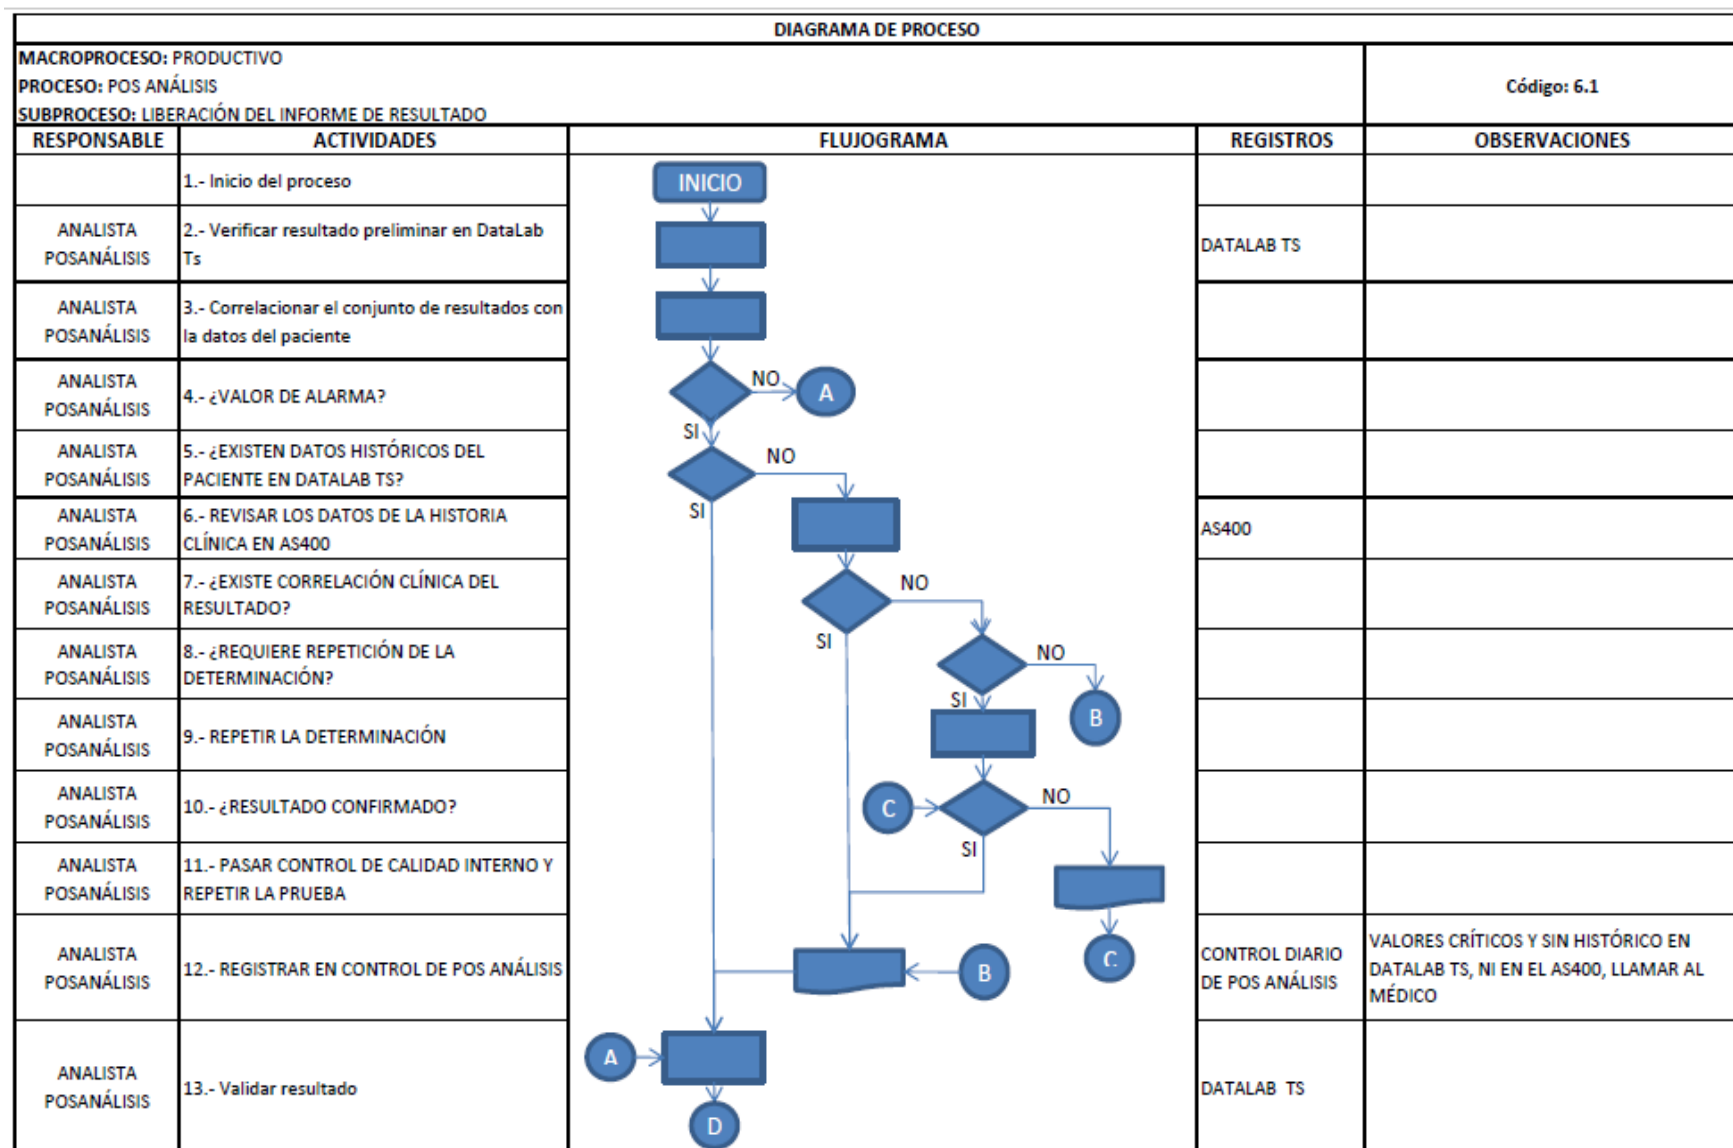 DIAGRAMA DE PROCESO
MACROPROCESO: PRODUCTIVO
PROCESO: POS ANÁLISIS
SUBPROCESO: LIBERACIÓN DEL INFORME DE RESULTADO
Código: 6.1
RESPONSABLE
ACTIVIDADES
FLUJOGRAMA
REGISTROS
OBSERVACIONES
1.- Inicio del proceso
INICIO
ANALISTA
POSANÁLISIS
2.- Verificar resultado preliminar en DataLab
Ts
DATALAB TS
ANALISTA
POSANÁLISIS
3.- Correlacionar el conjunto de resultados con
la datos del paciente
ANALISTA
POSANÁLISIS
4.- ¿VALOR DE ALARMA?
NO
A
SI
ANALISTA
POSANÁLISIS
5.- ¿EXISTEN DATOS HISTÓRICOS DEL
PACIENTE EN DATALAB TS?
NO
SI
ANALISTA
POSANÁLISIS
6.- REVISAR LOS DATOS DE LA HISTORIA
CLÍNICA EN AS400
AS400
ANALISTA
POSANÁLISIS
7.- ¿EXISTE CORRELACIÓN CLÍNICA DEL
RESULTADO?
NO
SI
ANALISTA
POSANÁLISIS
8.- ¿REQUIERE REPETICIÓN DE LA
DETERMINACIÓN?
NO
SI
B
ANALISTA
POSANÁLISIS
9.- REPETIR LA DETERMINACIÓN
ANALISTA
POSANÁLISIS
10.- ¿RESULTADO CONFIRMADO?
C
NO
SI
ANALISTA
POSANÁLISIS
11.- PASAR CONTROL DE CALIDAD INTERNO Y
REPETIR LA PRUEBA
C
ANALISTA
POSANÁLISIS
12.- REGISTRAR EN CONTROL DE POS ANÁLISIS
B
CONTROL DIARIO
DE POS ANÁLISIS
VALORES CRÍTICOS Y SIN HISTÓRICO EN
DATALAB TS, NI EN EL AS400, LLAMAR AL
MÉDICO
ANALISTA
POSANÁLISIS
13.- Validar resultado
A
D
DATALAB TS